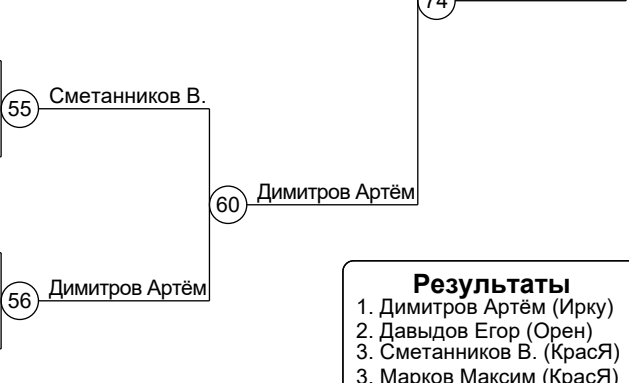 74
55 Сметанников В.
60 Димитров Артём
56 Димитров Артём
Результаты
1. Димитров Артём (Ирку)
2. Давыдов Егор (Орен)
3. Сметанников В. (КрасЯ)
3. Марков Максим (КрасЯ)